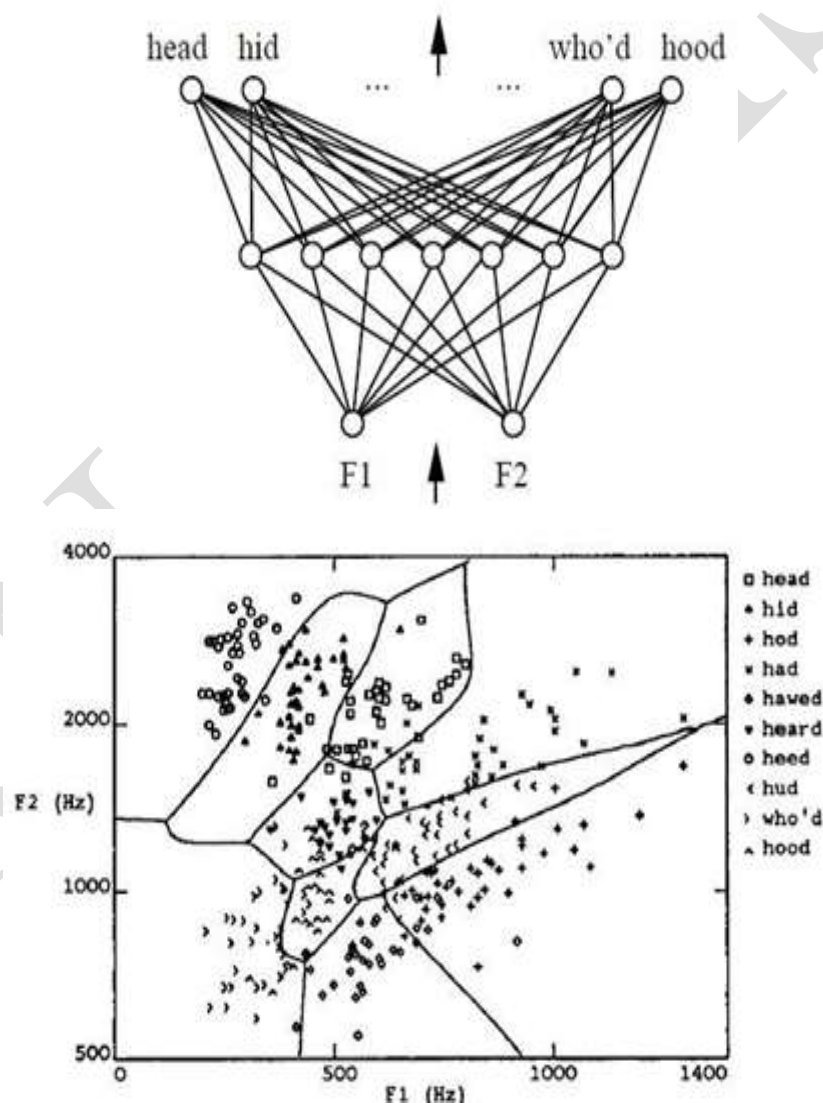 head hid who'd hood
... ...
F1 F2
4000
2000
F2 (Hz)
1000
500
0 500 1000 1400
F1 (Hz)
head
hid
hod
had
hawed
heard
heed
hud
who'd
hood